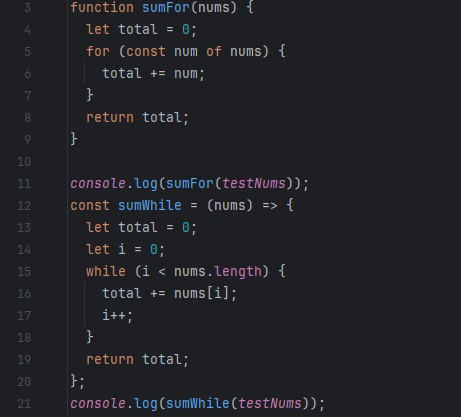 3 function sumFor(nums) {
4   let total = 0;
5   for (const num of nums) {
6     total += num;
7   }
8   return total;
9 }
10
11 console.log(sumFor(testNums));
12 const sumWhile = (nums) => {
13   let total = 0;
14   let i = 0;
15   while (i < nums.length) {
16     total += nums[i];
17     i++;
18   }
19   return total;
20 };
21 console.log(sumWhile(testNums));